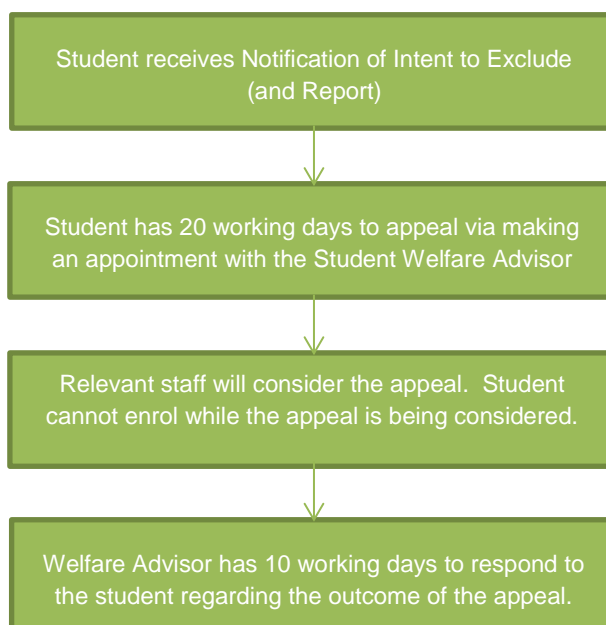 Student receives Notification of Intent to Exclude
(and Report)
Student has 20 working days to appeal via making
an appointment with the Student Welfare Advisor
Relevant staff will consider the appeal.  Student
cannot enrol while the appeal is being considered.
Welfare Advisor has 10 working days to respond to
the student regarding the outcome of the appeal.